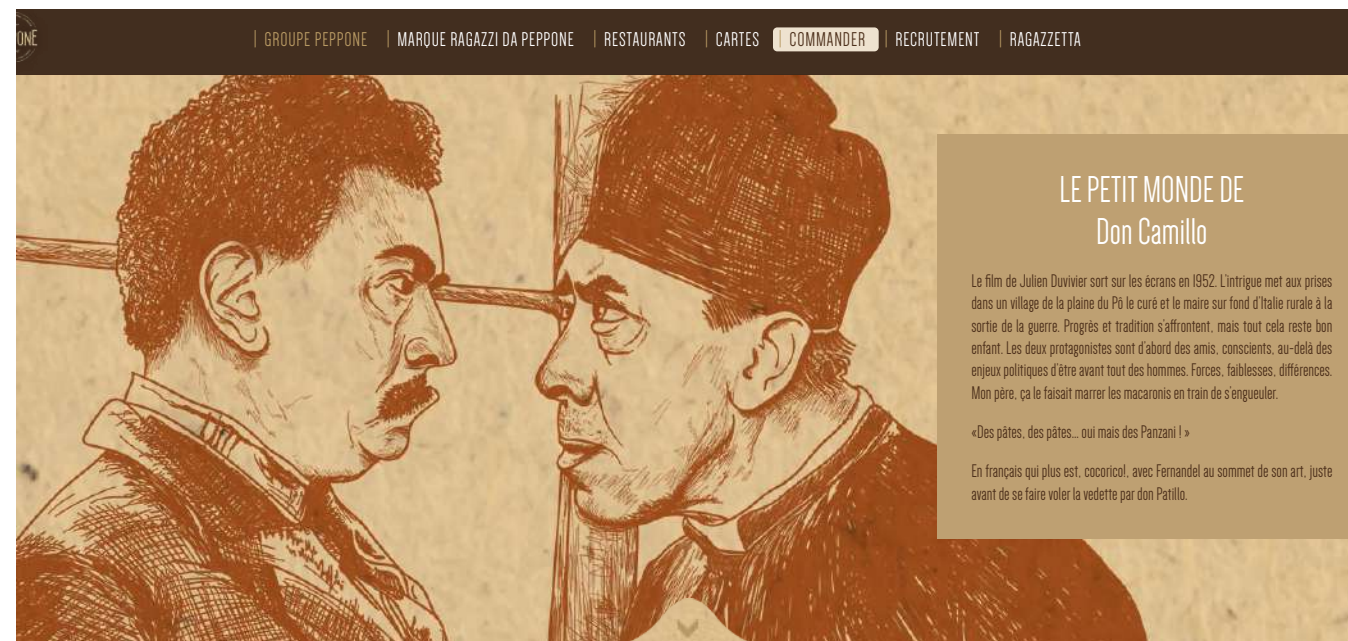 GROUPE PEPPONE
MARQUE RAGAZZI DA PEPPONE
RESTAURANTS
CARTES
COMMANDER
RECRUTEMENT
RAGAZZETTA
LE PETIT MONDE DE
Don Camillo
Le film de Julien Duvivier sort sur les écrans en 1952. L'intrigue met aux prises
dans un village de la plaine du Pô le curé et le maire sur fond d'Italie rurale à la
sortie de la guerre. Progrès et tradition s'affrontent, mais tout cela reste bon
enfant. Les deux protagonistes sont d'abord des amis, conscients, au-delà des
enjeux politiques d'être avant tout des hommes. Forces, faiblesses, différences.
Mon père, ça le faisait marrer les macaronis en train de s'engueuler.
«Des pâtes, des pâtes... oui mais des Panzani ! »
En français qui plus est, cocorico!, avec Fernandel au sommet de son art, juste
avant de se faire voler la vedette par don Patillo.